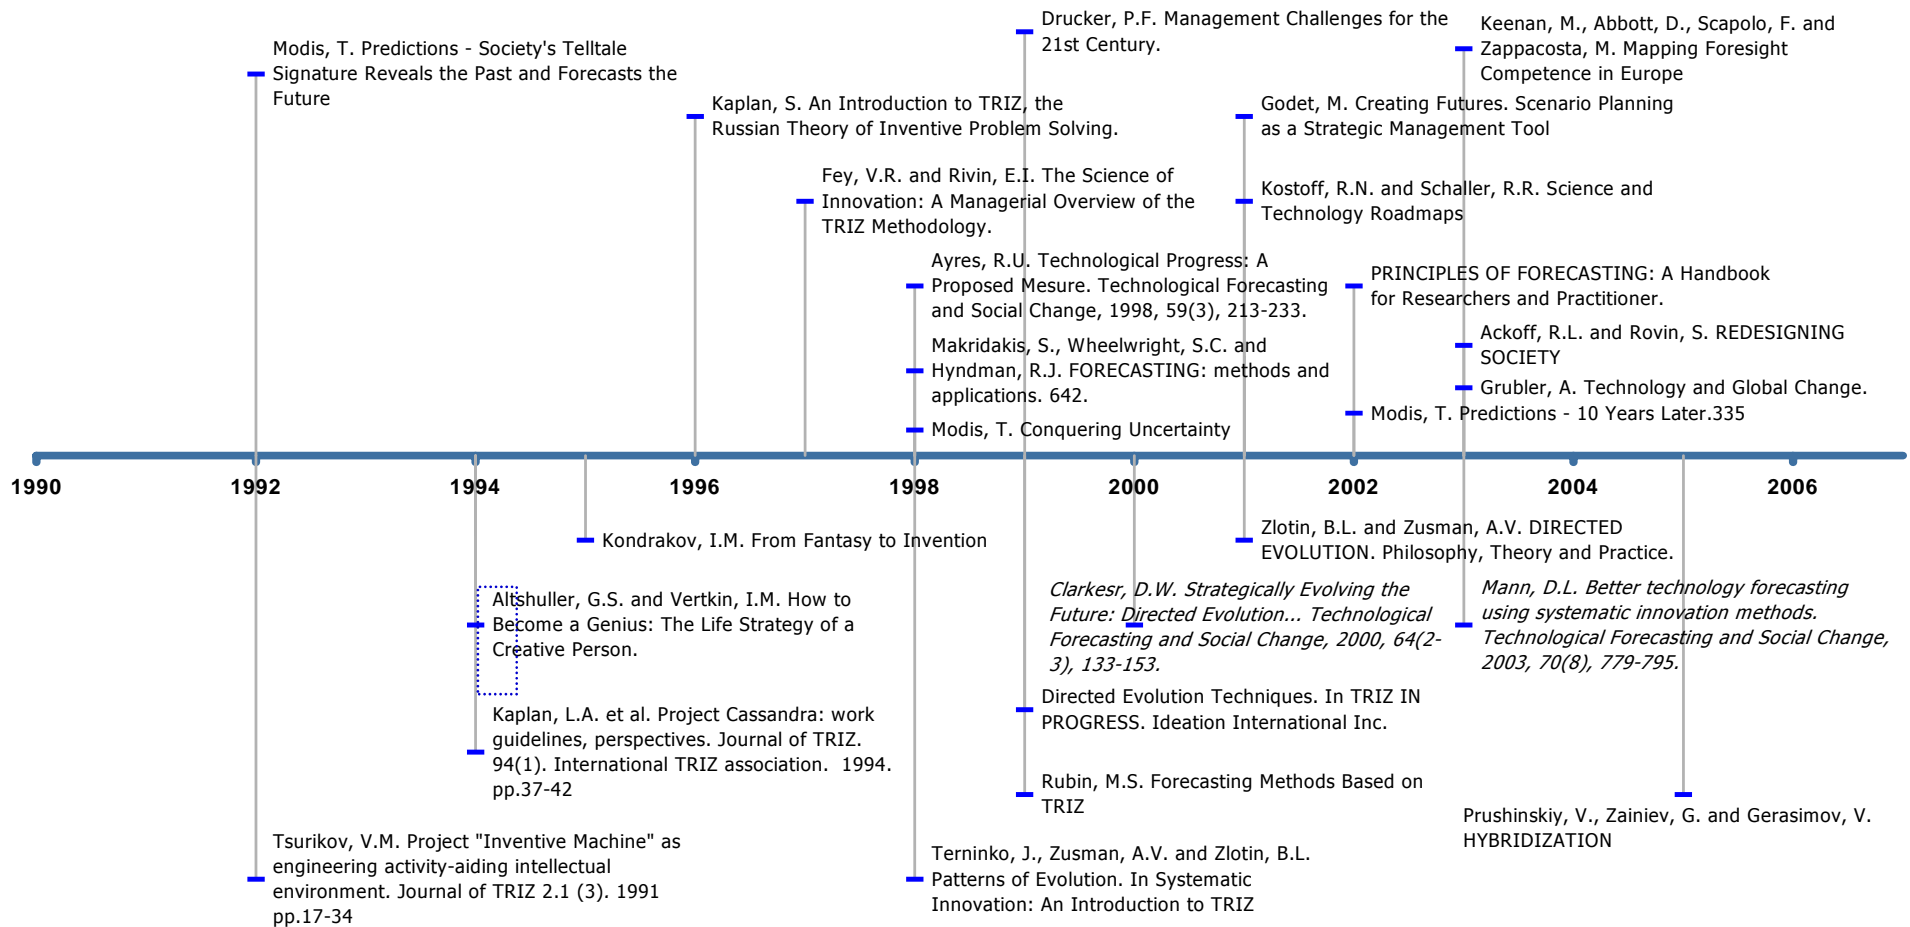 Modis, T. Predictions - Society's Telltale
Signature Reveals the Past and Forecasts the
Future
Kaplan, S. An Introduction to TRIZ, the
Russian Theory of Inventive Problem Solving.
Fey, V.R. and Rivin, E.I. The Science of
Innovation: A Managerial Overview of the
TRIZ Methodology.
Ayres, R.U. Technological Progress: A
Proposed Mesure. Technological Forecasting
and Social Change, 1998, 59(3), 213-233.
Makridakis, S., Wheelwright, S.C. and
Hyndman, R.J. FORECASTING: methods and
applications. 642.
Modis, T. Conquering Uncertainty
Drucker, P.F. Management Challenges for the
21st Century.
Godet, M. Creating Futures. Scenario Planning
as a Strategic Management Tool
Kostoff, R.N. and Schaller, R.R. Science and
Technology Roadmaps
PRINCIPLES OF FORECASTING: A Handbook
for Researchers and Practitioner.
Modis, T. Predictions - 10 Years Later.335
Keenan, M., Abbott, D., Scapolo, F. and
Zappacosta, M. Mapping Foresight
Competence in Europe
Ackoff, R.L. and Rovin, S. REDESIGNING
SOCIETY
Grubler, A. Technology and Global Change.
1990
1992
1994
1996
1998
2000
2002
2004
2006
Tsurikov, V.M. Project "Inventive Machine" as
engineering activity-aiding intellectual
environment. Journal of TRIZ 2.1 (3). 1991
pp.17-34
Kondrakov, I.M. From Fantasy to Invention
Altshuller, G.S. and Vertkin, I.M. How to
Become a Genius: The Life Strategy of a
Creative Person.
Kaplan, L.A. et al. Project Cassandra: work
guidelines, perspectives. Journal of TRIZ.
94(1). International TRIZ association.  1994.
pp.37-42
Terninko, J., Zusman, A.V. and Zlotin, B.L.
Patterns of Evolution. In Systematic
Innovation: An Introduction to TRIZ
Zlotin, B.L. and Zusman, A.V. DIRECTED
EVOLUTION. Philosophy, Theory and Practice.
Clarkesr, D.W. Strategically Evolving the
Future: Directed Evolution... Technological
Forecasting and Social Change, 2000, 64(2-
3), 133-153.
Directed Evolution Techniques. In TRIZ IN
PROGRESS. Ideation International Inc.
Rubin, M.S. Forecasting Methods Based on
TRIZ
Mann, D.L. Better technology forecasting
using systematic innovation methods.
Technological Forecasting and Social Change,
2003, 70(8), 779-795.
Prushinskiy, V., Zainiev, G. and Gerasimov, V.
HYBRIDIZATION